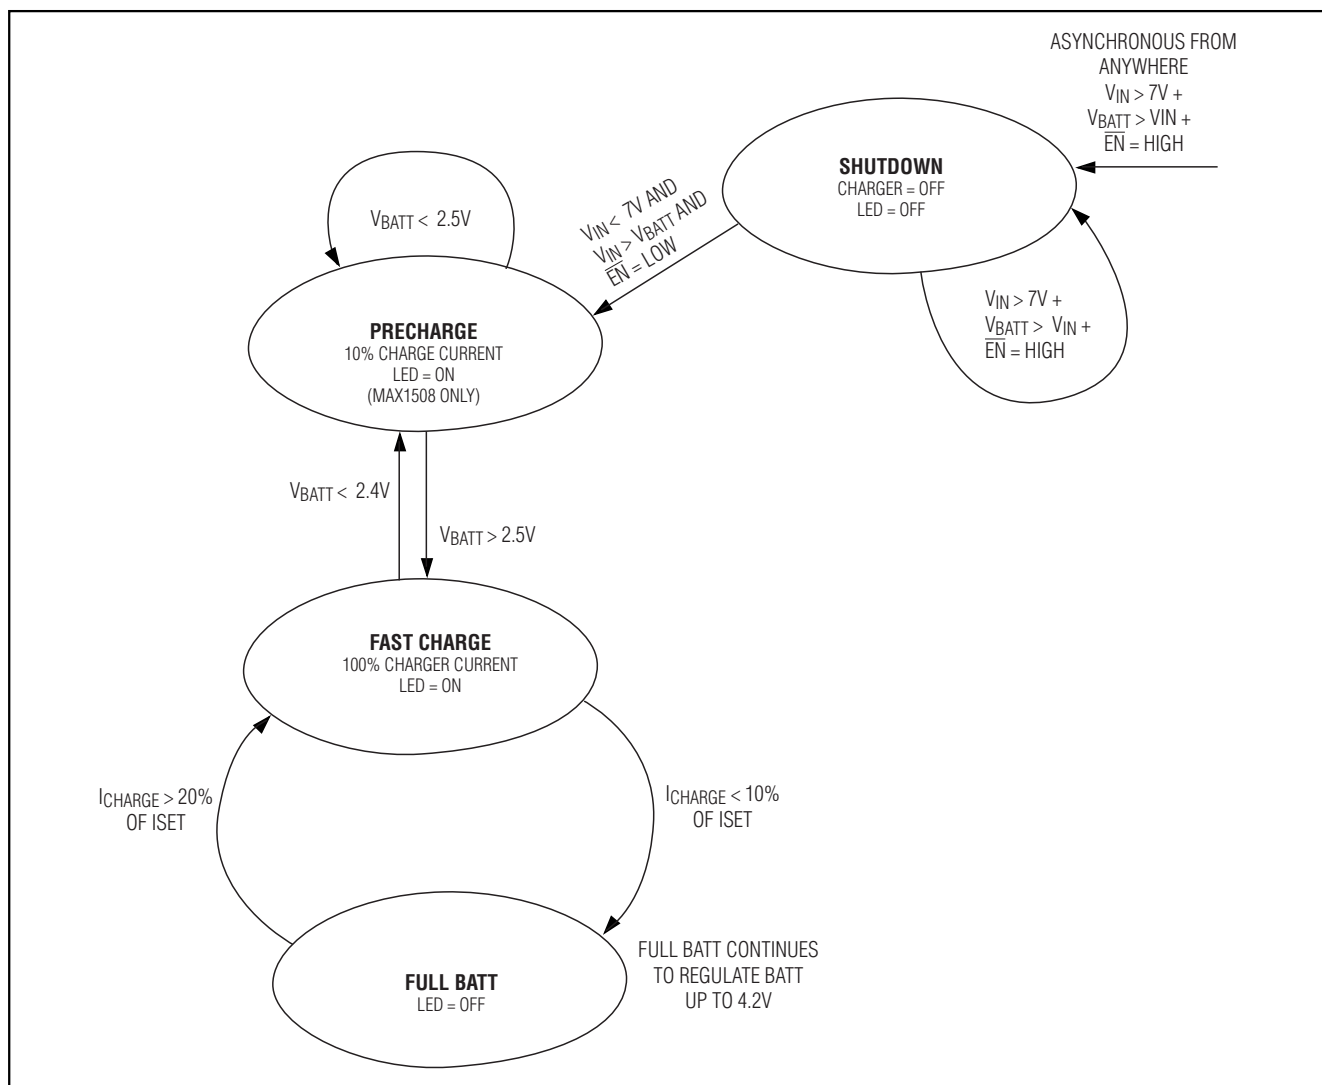 ASYNCHRONOUS FROM
ANYWHERE
VIN > 7V +
VBATT > VIN +
E̅N̅ = HIGH
SHUTDOWN
CHARGER = OFF
LED = OFF
VIN < 7V AND
VIN > VBATT AND
E̅N̅ = LOW
VIN > 7V +
VBATT > VIN +
E̅N̅ = HIGH
VBATT < 2.5V
PRECHARGE
10% CHARGE CURRENT
LED = ON
(MAX1508 ONLY)
VBATT < 2.4V
VBATT > 2.5V
FAST CHARGE
100% CHARGER CURRENT
LED = ON
ICHARGE > 20%
OF ISET
ICHARGE < 10%
OF ISET
FULL BATT
LED = OFF
FULL BATT CONTINUES
TO REGULATE BATT
UP TO 4.2V